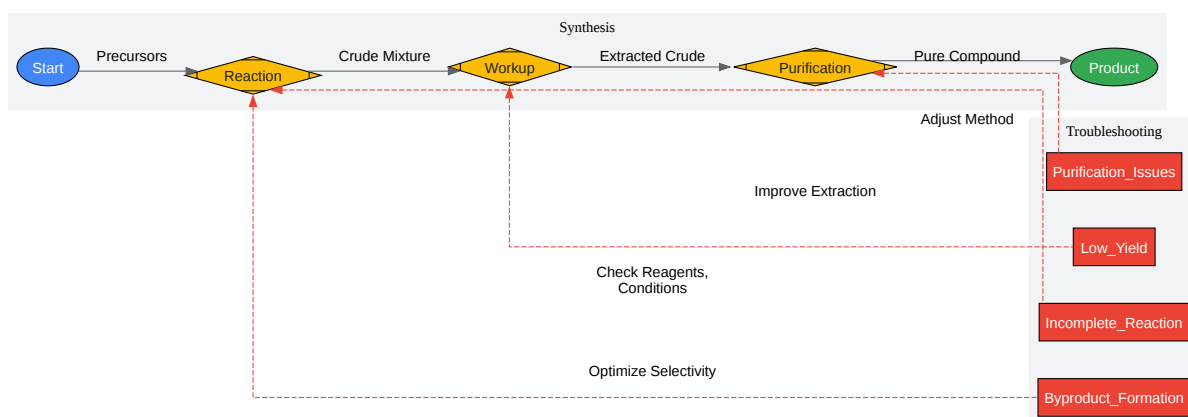 Synthesis
Start
Precursors
Reaction
Crude Mixture
Workup
Extracted Crude
Purification
Pure Compound
Product
Adjust Method
Troubleshooting
Purification_Issues
Improve Extraction
Low_Yield
Check Reagents,
Conditions
Incomplete_Reaction
Optimize Selectivity
Byproduct_Formation